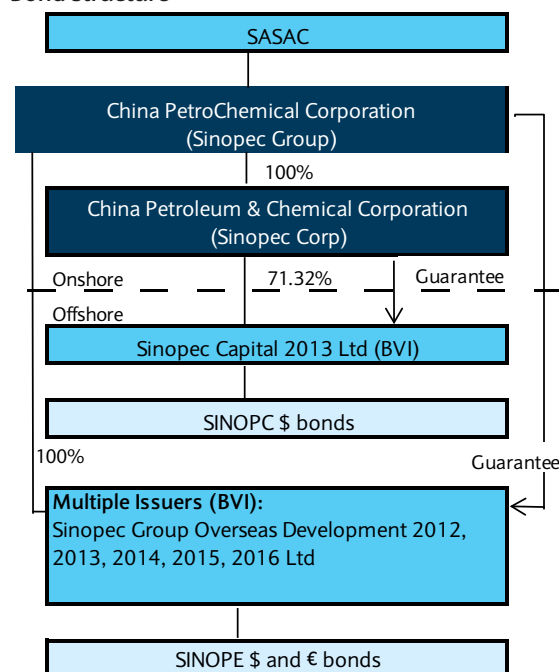 Bond Structure
SASAC
China PetroChemical Corporation
(Sinopec Group)
100%
China Petroleum & Chemical Corporation
(Sinopec Corp)
Onshore
71.32%
Guarantee
Offshore
Sinopec Capital 2013 Ltd (BVI)
SINOPC $ bonds
100%
Guarantee
Multiple Issuers (BVI):
Sinopec Group Overseas Development 2012,
2013, 2014, 2015, 2016 Ltd
SINOPE $ and € bonds